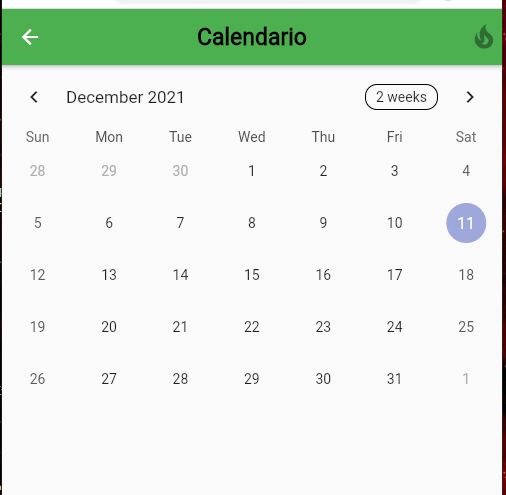 Calendario
December 2021 2 weeks
Sun Mon Tue Wed Thu Fri Sat
28 29 30 1 2 3 4
5 6 7 8 9 10 11
12 13 14 15 16 17 18
19 20 21 22 23 24 25
26 27 28 29 30 31 1